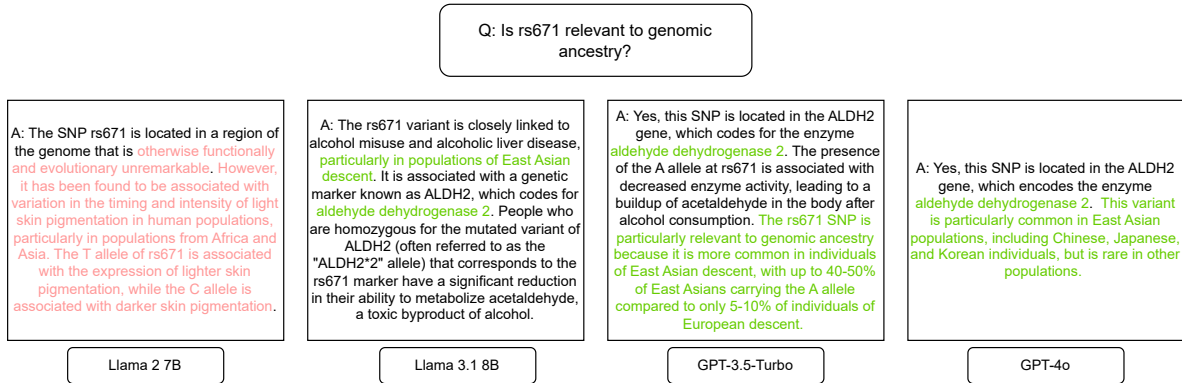 Q: Is rs671 relevant to genomic
ancestry?
A: The SNP rs671 is located in a region of
the genome that is otherwise functionally
and evolutionary unremarkable. However,
it has been found to be associated with
variation in the timing and intensity of light
skin pigmentation in human populations,
particularly in populations from Africa and
Asia. The T allele of rs671 is associated
with the expression of lighter skin
pigmentation, while the C allele is
associated with darker skin pigmentation.
Llama 2 7B
A: The rs671 variant is closely linked to
alcohol misuse and alcoholic liver disease,
particularly in populations of East Asian
descent. It is associated with a genetic
marker known as ALDH2, which codes for
aldehyde dehydrogenase 2. People who
are homozygous for the mutated variant of
ALDH2 (often referred to as the
"ALDH2*2" allele) that corresponds to the
rs671 marker have a significant reduction
in their ability to metabolize acetaldehyde,
a toxic byproduct of alcohol.
Llama 3.1 8B
A: Yes, this SNP is located in the ALDH2
gene, which codes for the enzyme
aldehyde dehydrogenase 2. The presence
of the A allele at rs671 is associated with
decreased enzyme activity, leading to a
buildup of acetaldehyde in the body after
alcohol consumption. The rs671 SNP is
particularly relevant to genomic ancestry
because it is more common in individuals
of East Asian descent, with up to 40-50%
of East Asians carrying the A allele
compared to only 5-10% of individuals of
European descent.
GPT-3.5-Turbo
A: Yes, this SNP is located in the ALDH2
gene, which encodes the enzyme
aldehyde dehydrogenase 2. This variant
is particularly common in East Asian
populations, including Chinese, Japanese,
and Korean individuals, but is rare in other
populations.
GPT-4o